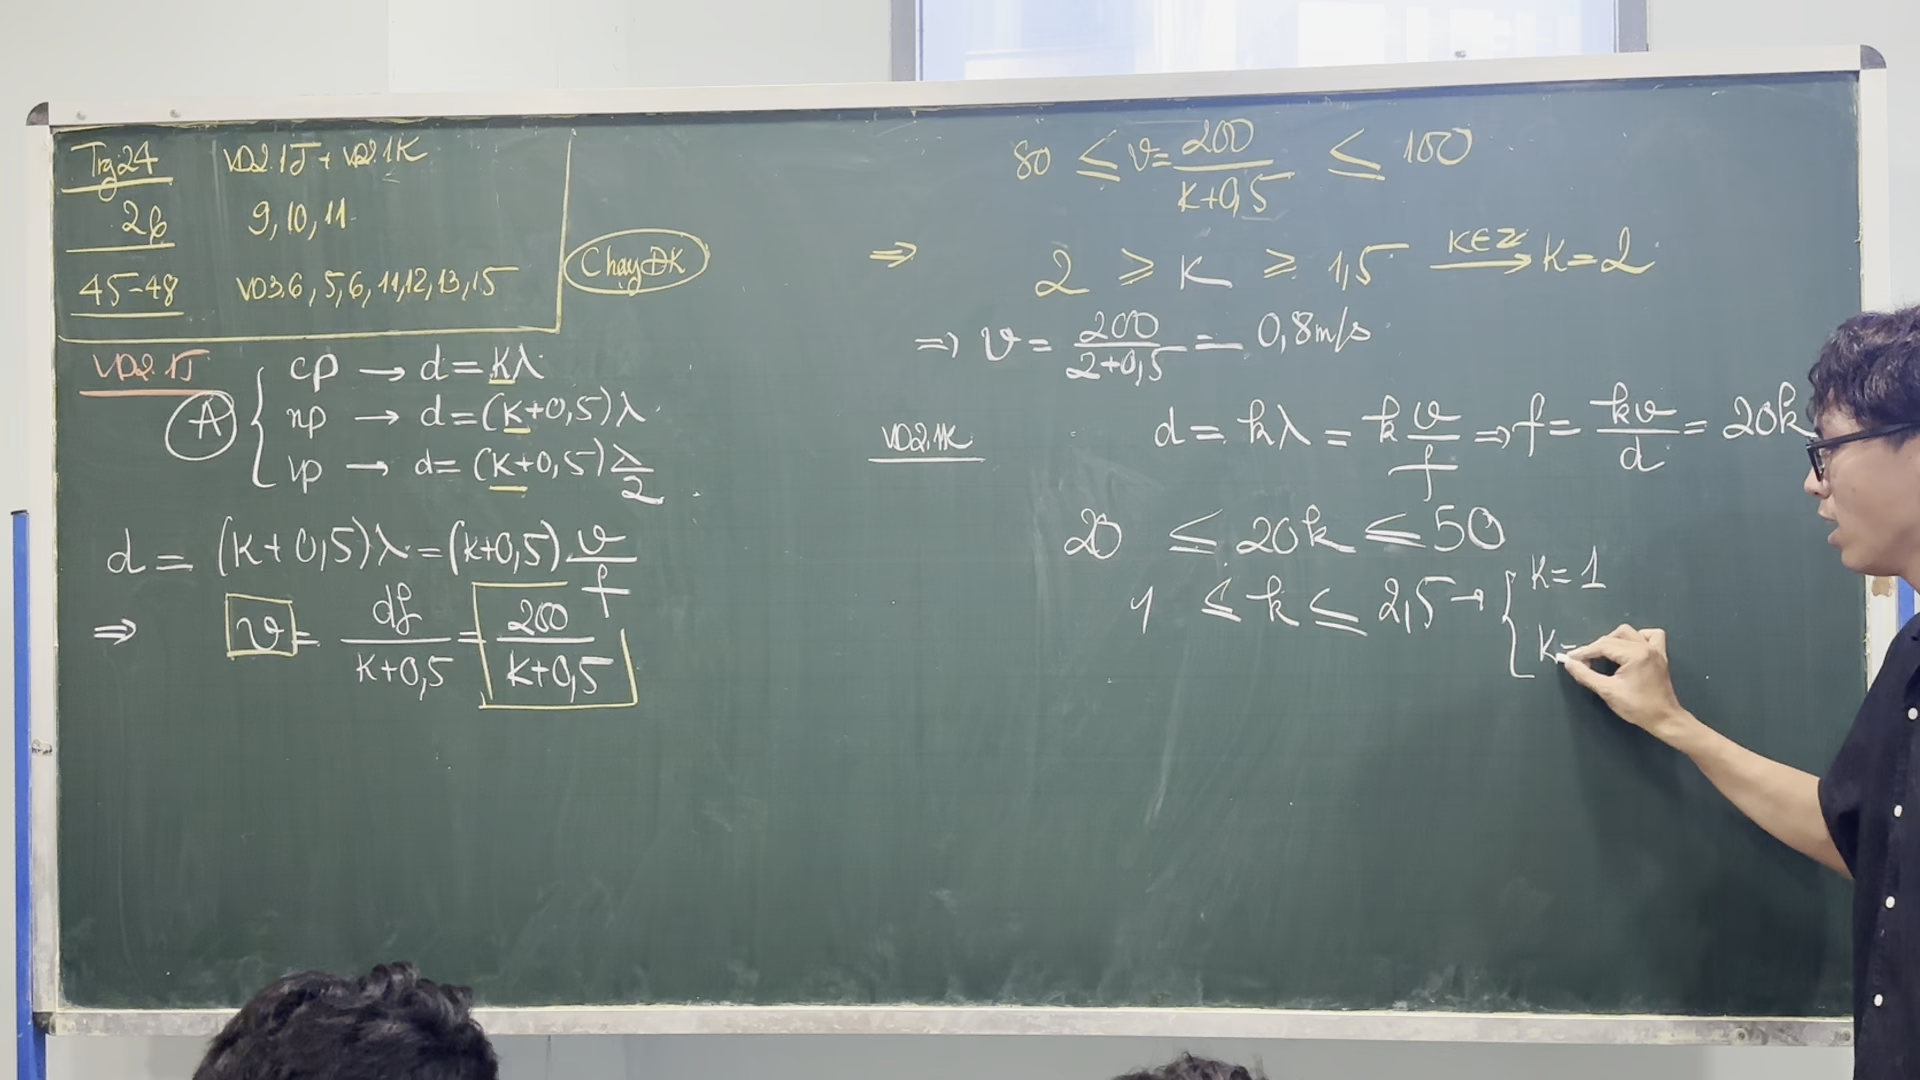 Trg 24 VD2.1J + VD2.1K
26 9, 10, 11
45-48 VD3.6, 5, 6, 11, 12, 13, 15
Chạy ĐK
VD2.1J
A
cp → d = kλ
np → d = (k+0,5)λ
vp → d = (k+0,5)λ/2
d = (k+0,5)λ = (k+0,5) v/f
⇒ v = df/(k+0,5) = 200/(k+0,5)
80 ≤ v = 200/(k+0,5) ≤ 100
⇒ 2 ≥ k ≥ 1,5 k∈Z → k = 2
⇒ v = 200/(2+0,5) = 0,8m/s
VD2.1K d = kλ = k v/f ⇒ f = kv/d = 20k
20 ≤ 20k ≤ 50
1 ≤ k ≤ 2,5 → k = 1
k =